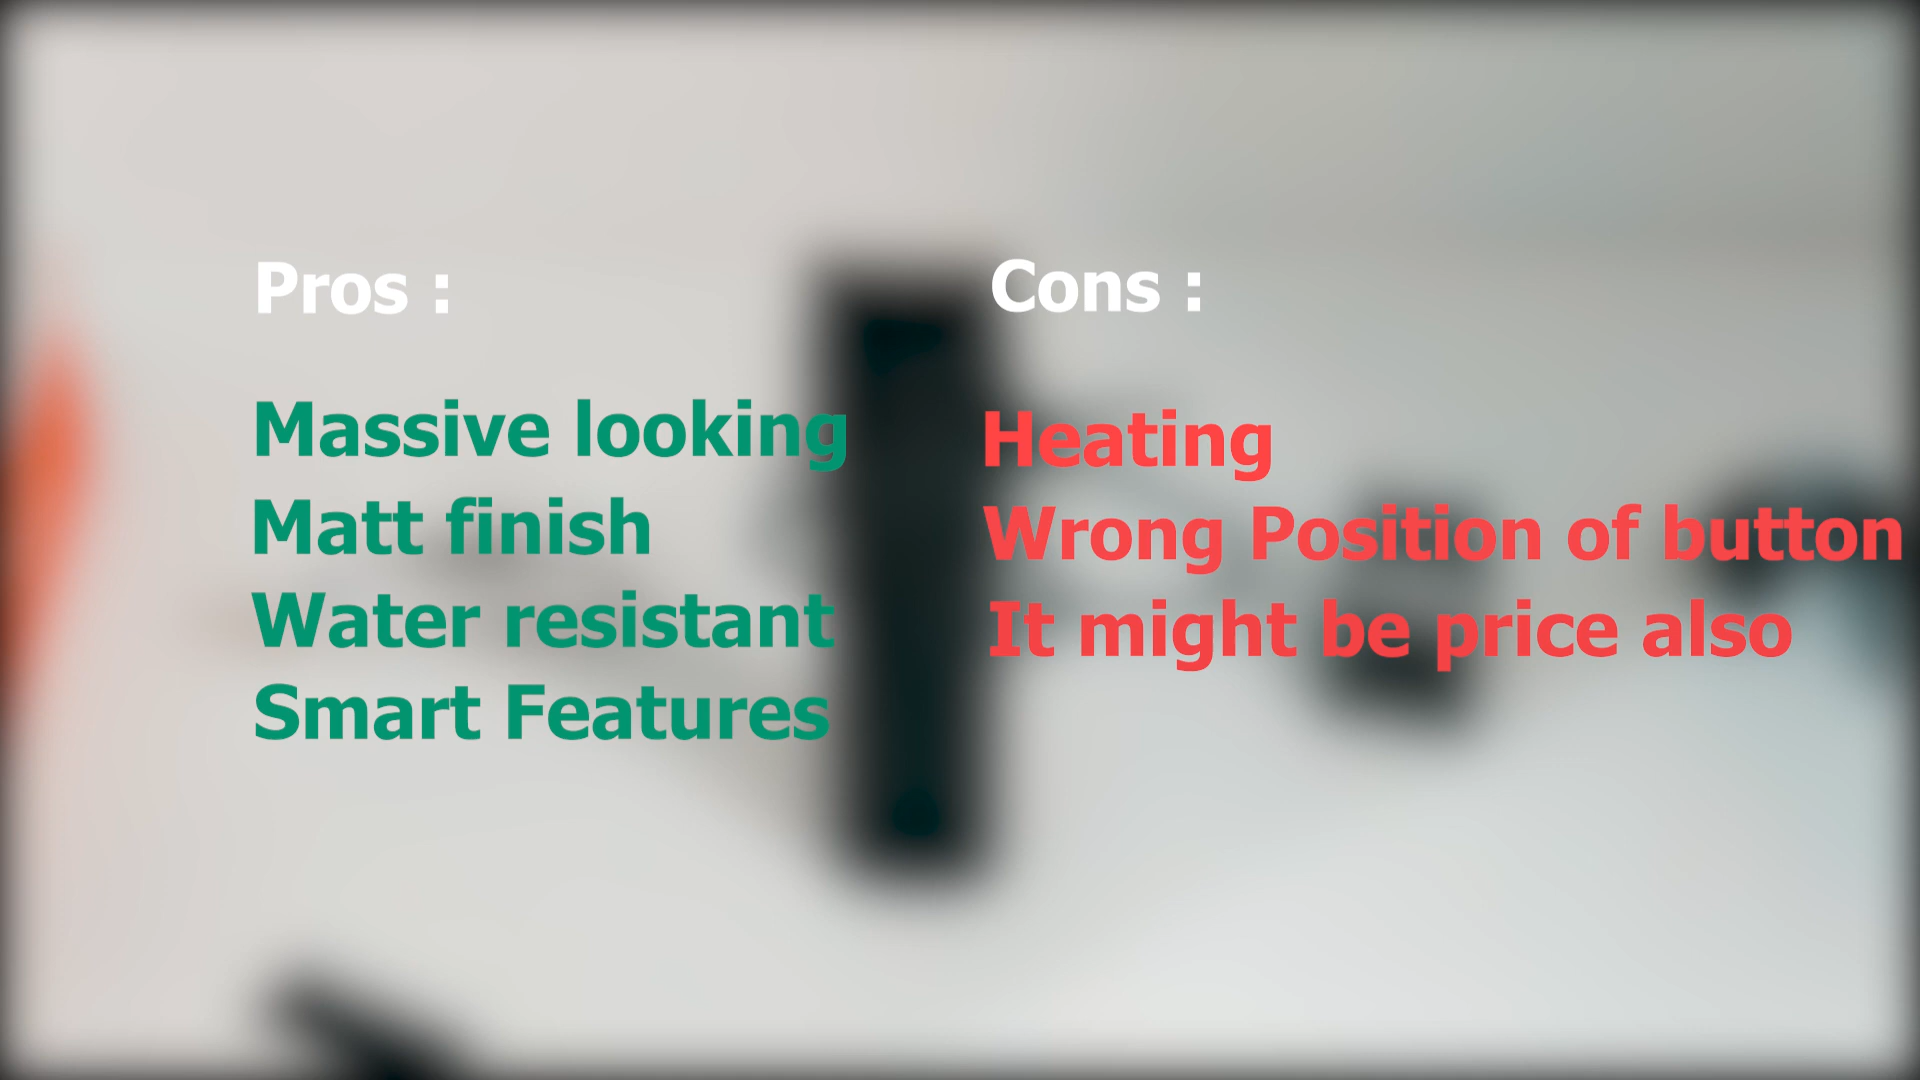 Pros :
Massive looking
Matt finish
Water resistant
Smart Features
Cons :
Heating
Wrong Position of button
It might be price also